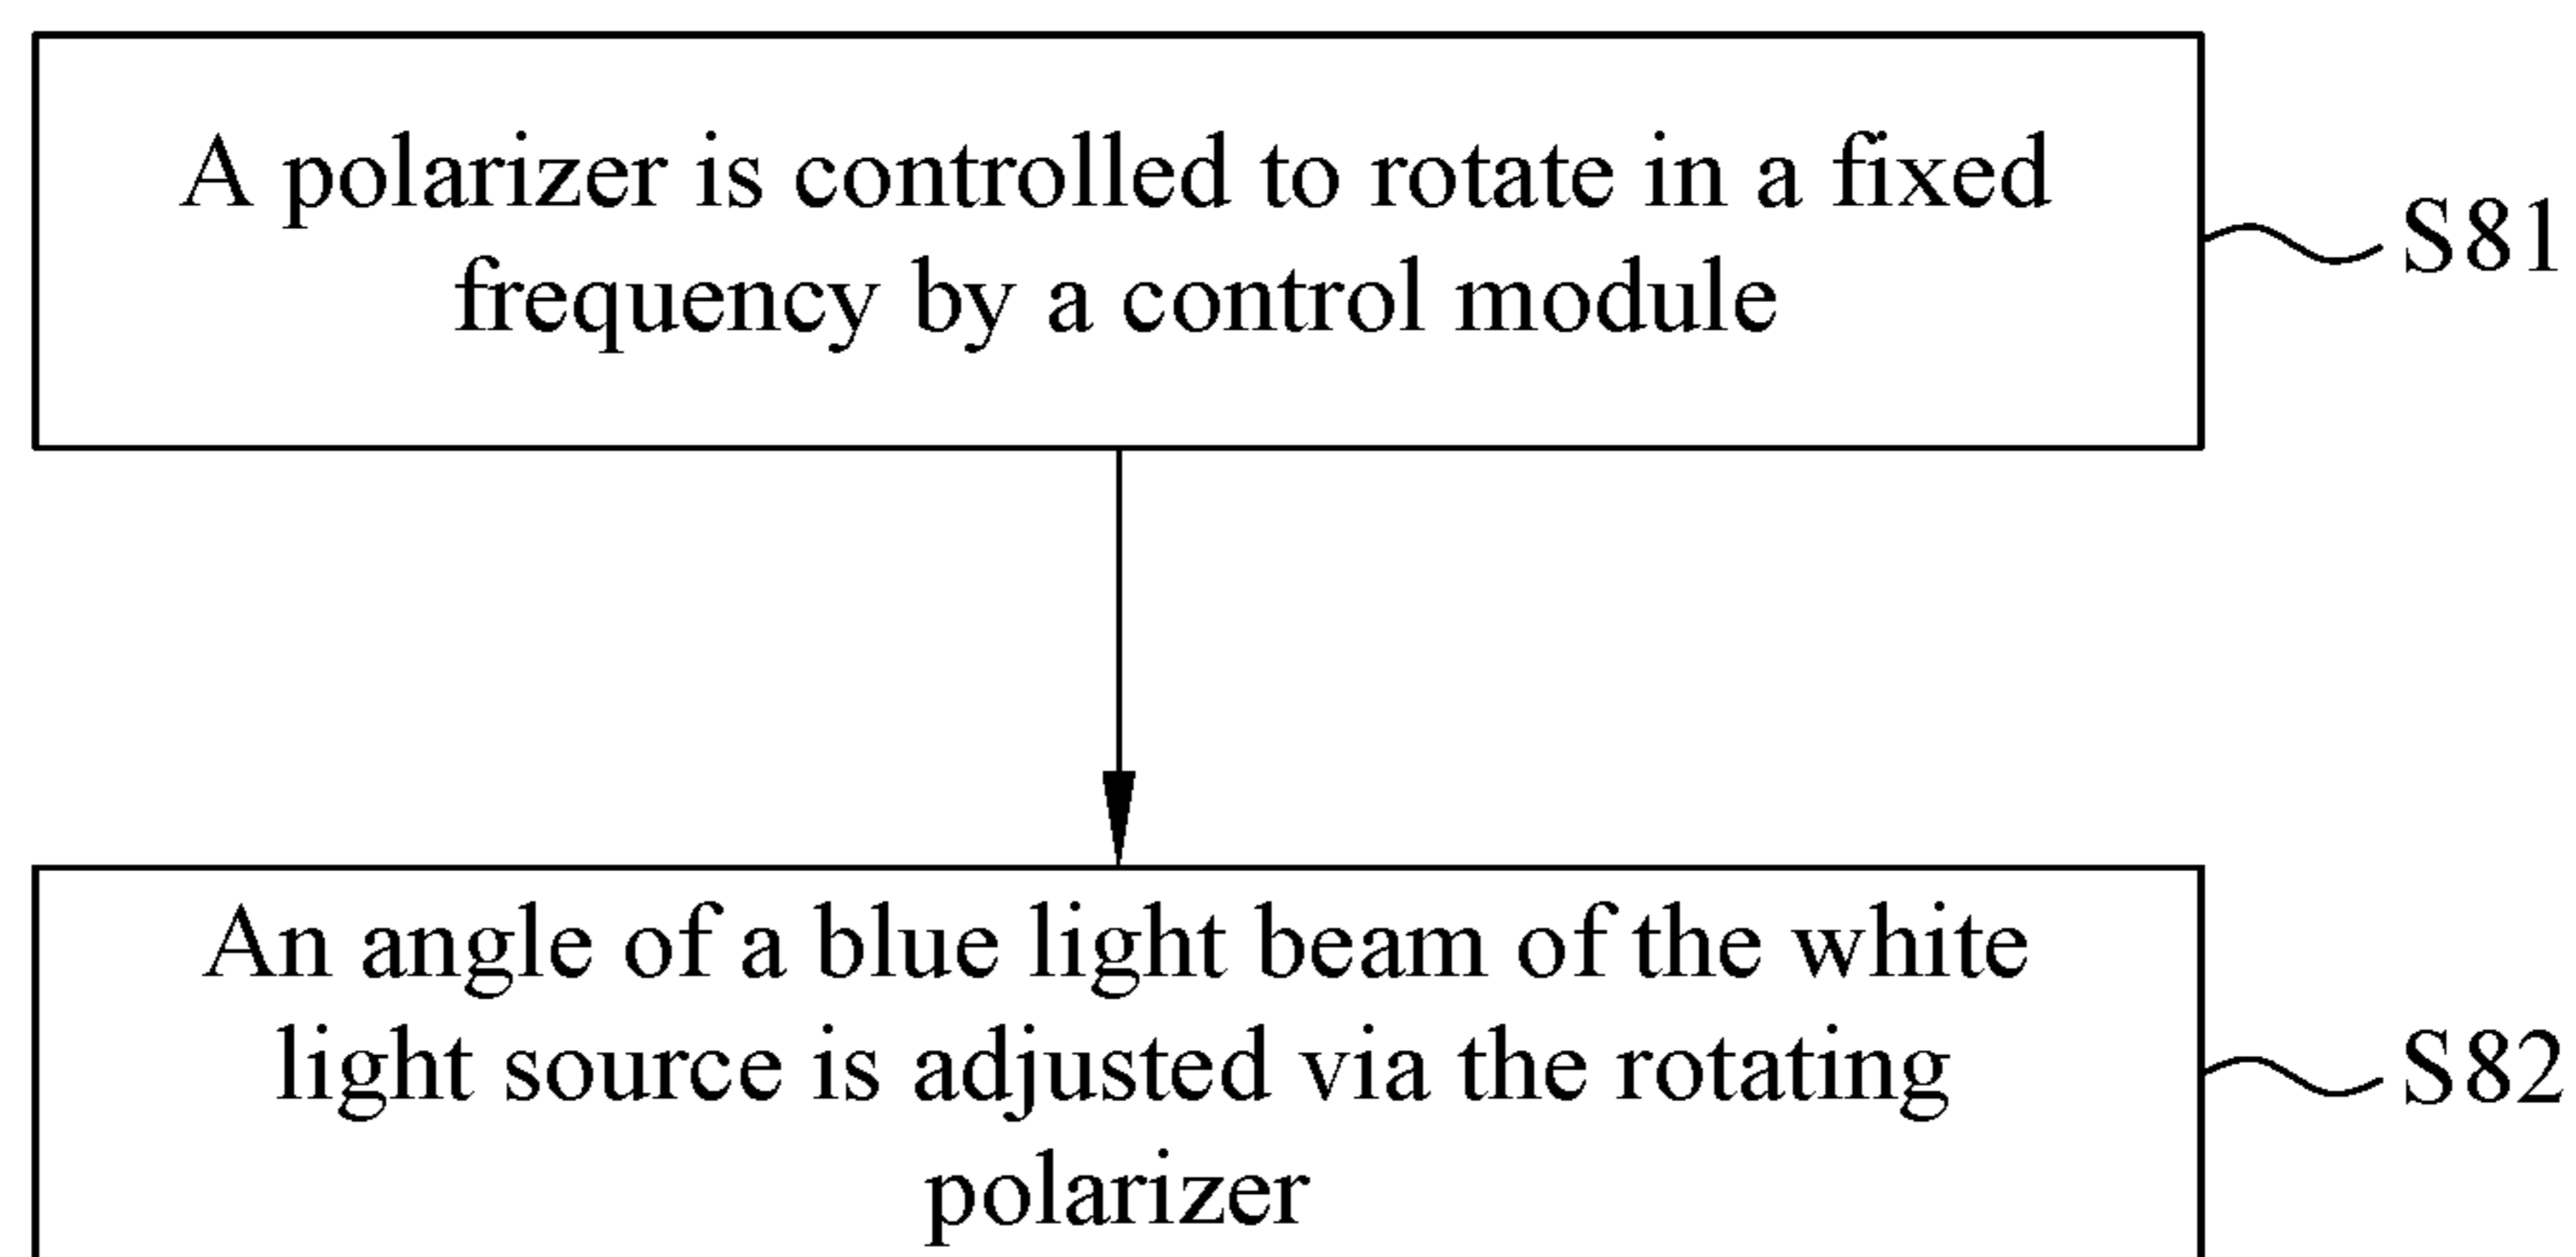 A polarizer is controlled to rotate in a fixed
frequency by a control module
S81
An angle of a blue light beam of the white
light source is adjusted via the rotating
polarizer
S82